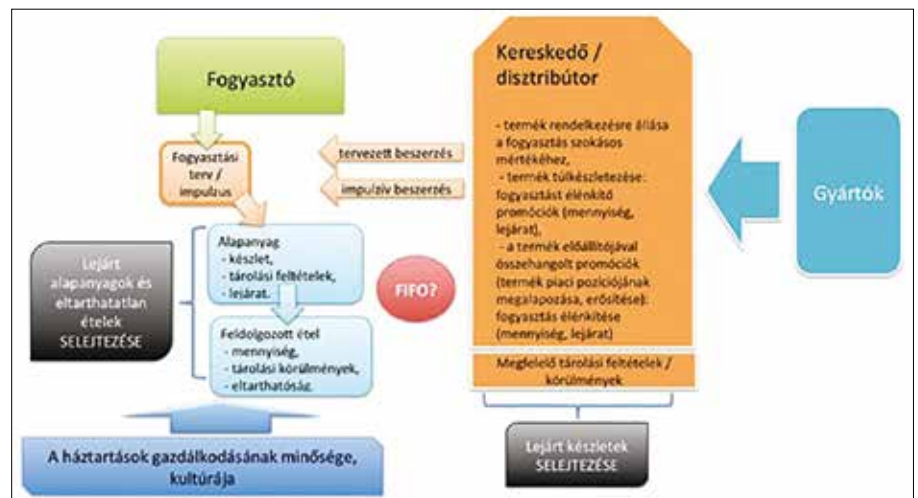 Fogyasztó
Fogyasztási
terv /
impulzus
tervezett beszerzés
impulzív beszerzés
Alapanyag
- készlet,
- tárolási feltételek,
- lejárat.
Feldolgozott étel
- mennyiség,
- tárolási körülmények,
- eltarthatóság.
Lejárt
alapanyagok és
eltarthatatlan
ételek
SELEJTEZÉSE
FIFO?
A háztartások gazdálkodásának minősége,
kultúrája
Kereskedő /
disztribútor
- termék rendelkezésre állása
a fogyasztás szokásos
mértékéhez,
- termék túlkészletezése:
fogyasztást élénkítő
promóciók (mennyiség,
lejárat),
- a termék előállítójával
összehangolt promóciók
(termék piaci pozíciójának
megalapozása, erősítése):
fogyasztás élénkítése
(mennyiség, lejárat)
Megfelelő tárolási feltételek /
körülmények
Lejárt készletek
SELEJTEZÉSE
Gyártók